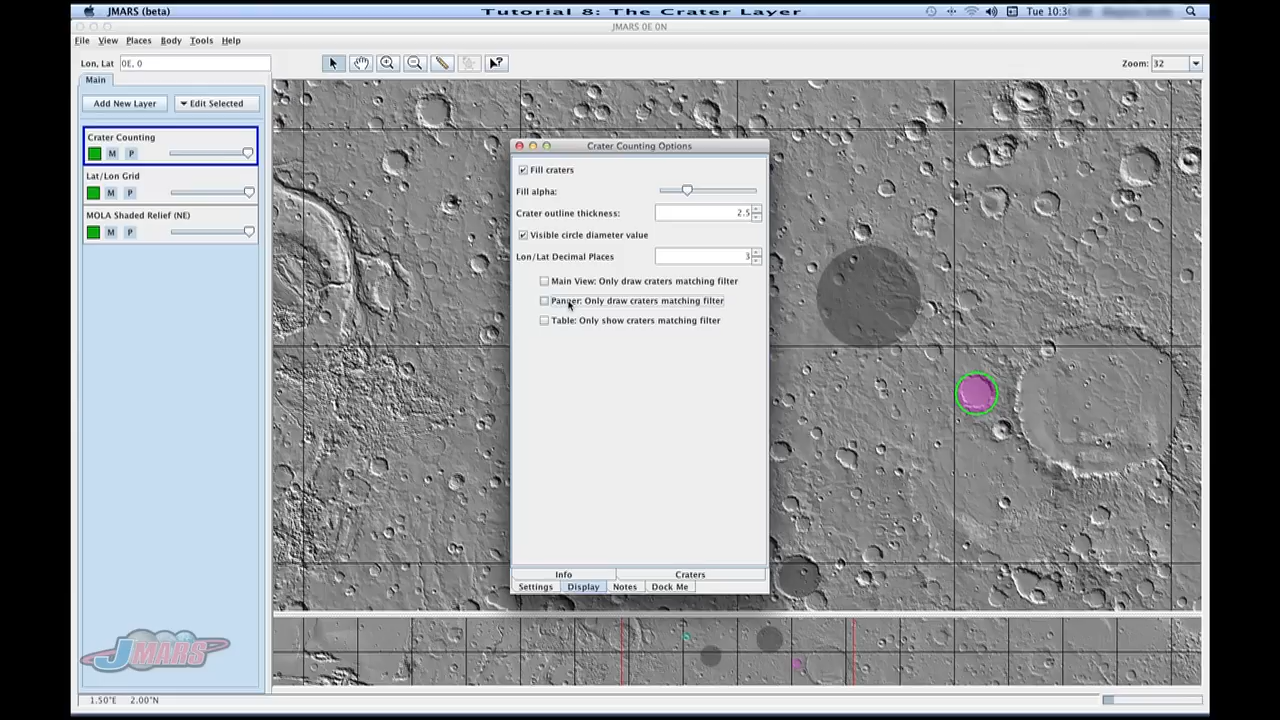 JMARS (beta)
Tutorial 8: The Crater Layer
Tue 10:3
JMARS 0E 0N
File View Places Body Tools Help
Lon, Lat 0E, 0
Zoom: 32
Main
Add New Layer
Edit Selected
Crater Counting
M P
Lat/Lon Grid
M P
MOLA Shaded Relief (NE)
M P
Crater Counting Options
Fill craters
Fill alpha:
Crater outline thickness: 2.5
Visible circle diameter value
Lon/Lat Decimal Places 3
Main View: Only draw craters matching filter
Panner: Only draw craters matching filter
Table: Only show craters matching filter
Info Craters
Settings Display Notes Dock Me
JMARS
1.50°E 2.00°N